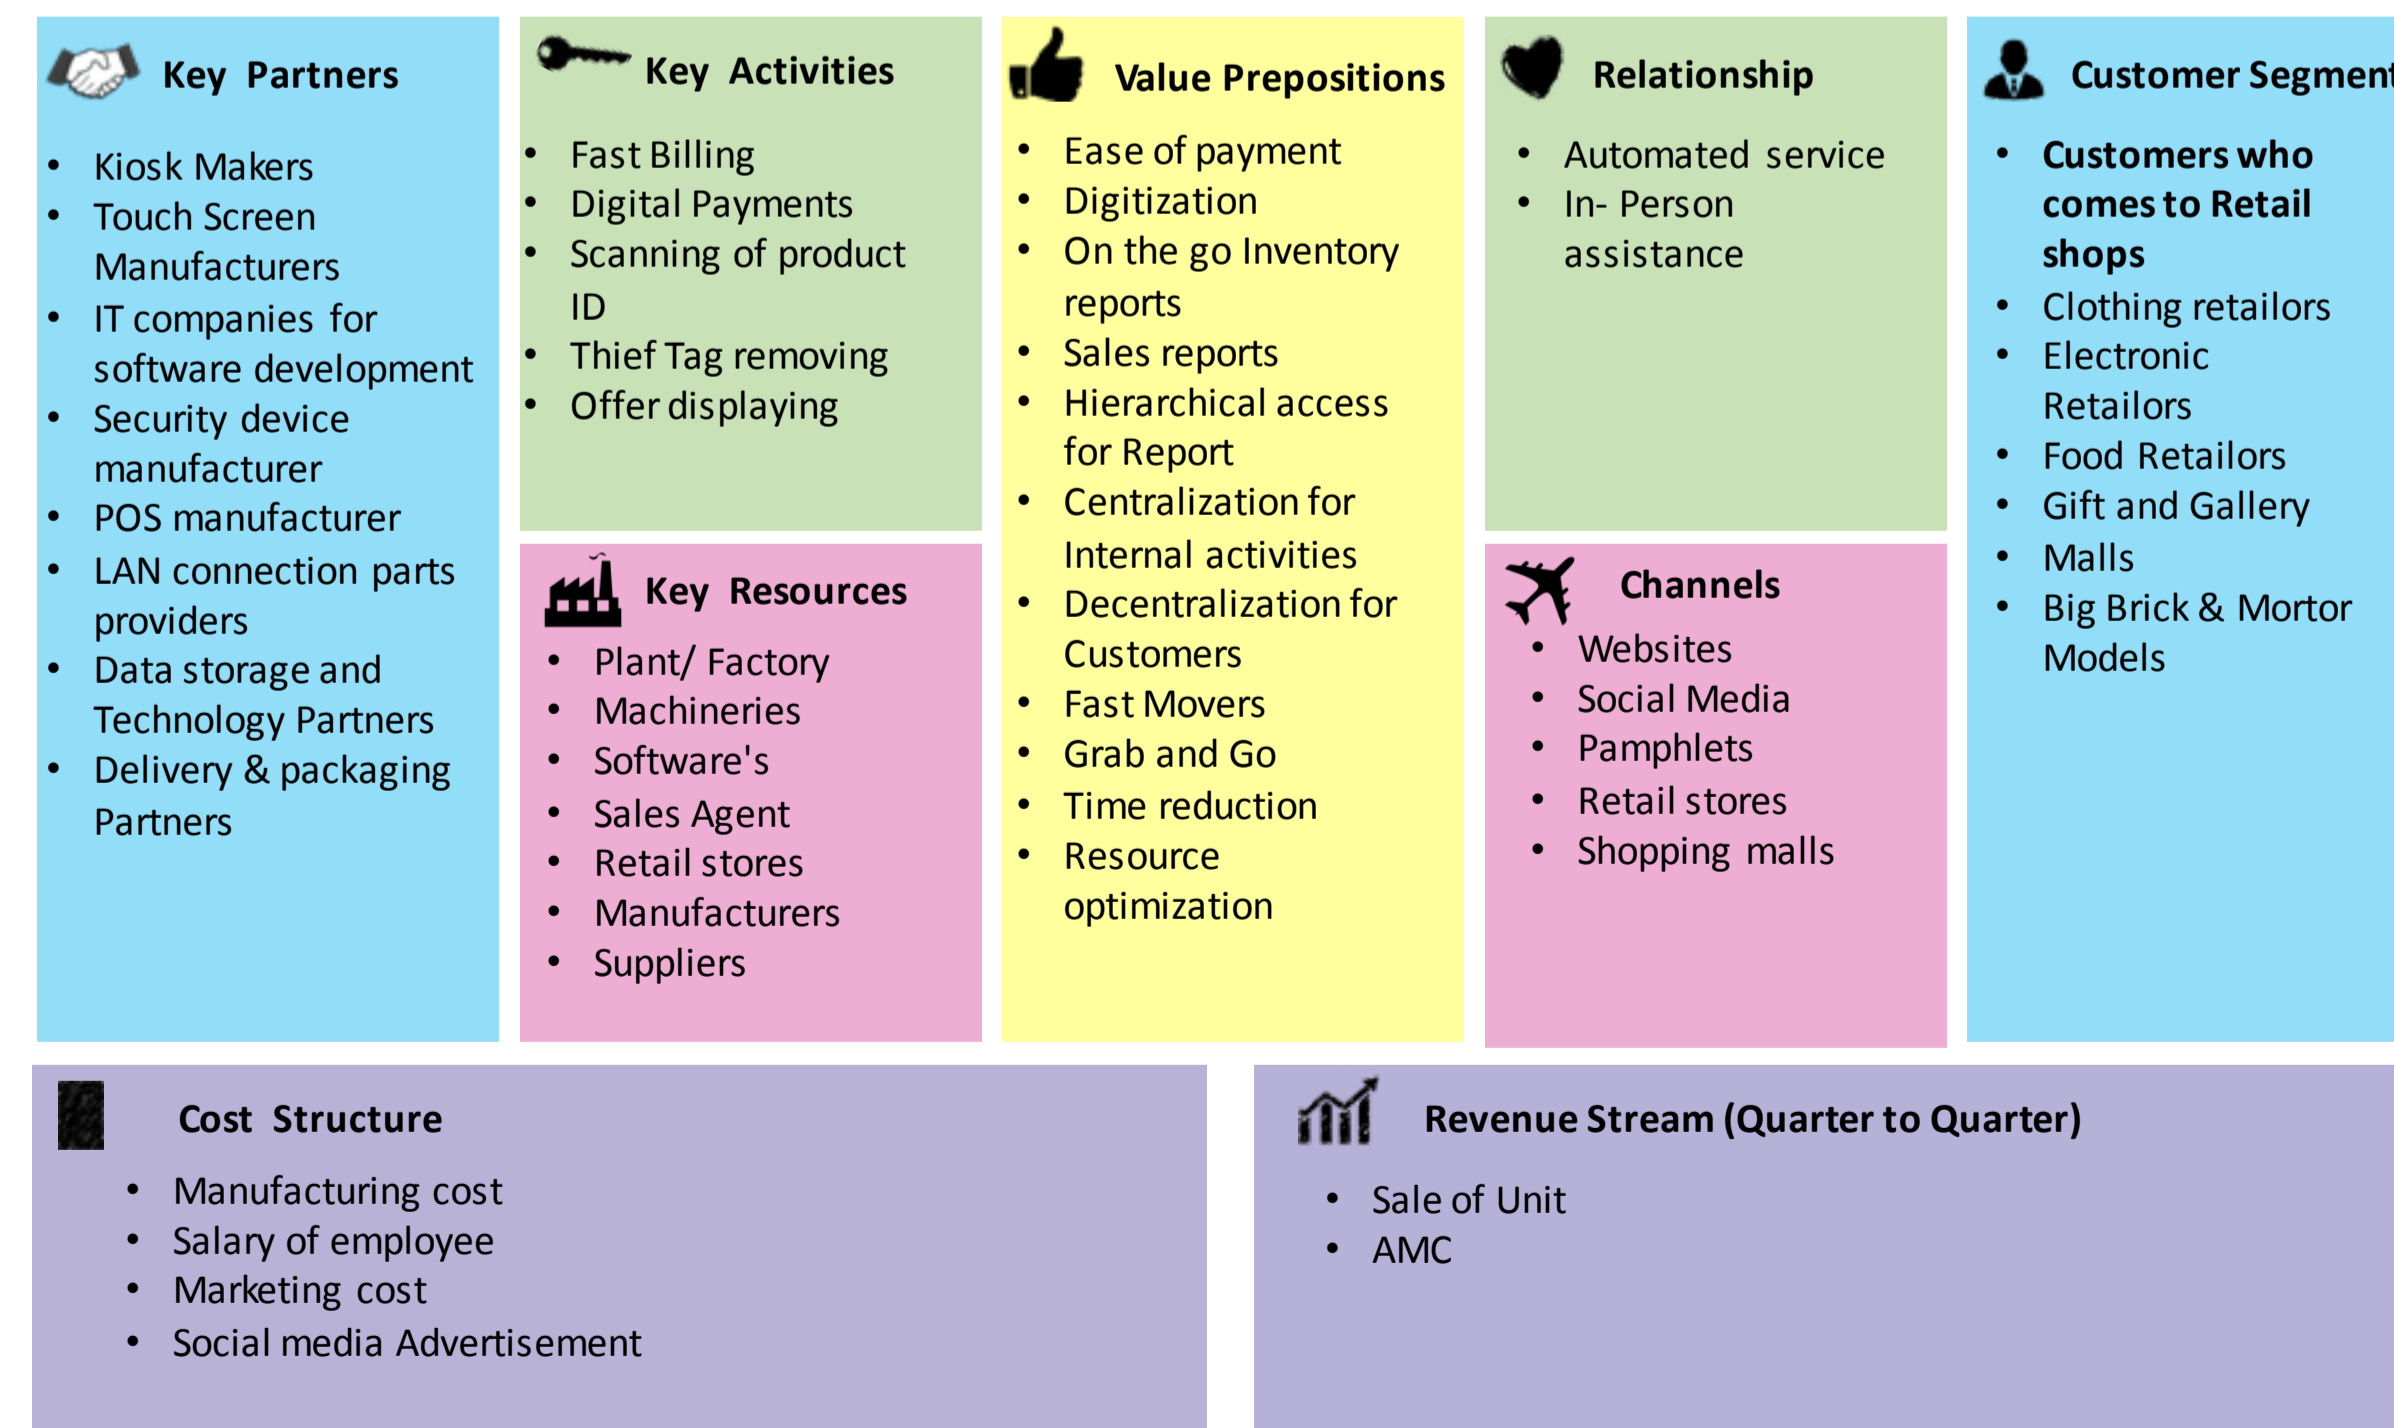 Key Partners
• Kiosk Makers
• Touch Screen
Manufacturers
• IT companies for
software development
• Security device
manufacturer
• POS manufacturer
• LAN connection parts
providers
• Data storage and
Technology Partners
• Delivery & packaging
Partners
Key Activities
• Fast Billing
• Digital Payments
• Scanning of product
ID
• Thief Tag removing
• Offer displaying
Key Resources
• Plant/ Factory
• Machineries
• Software's
• Sales Agent
• Retail stores
• Manufacturers
• Suppliers
Value Prepositions
• Ease of payment
• Digitization
• On the go Inventory
reports
• Sales reports
• Hierarchical access
for Report
• Centralization for
Internal activities
• Decentralization for
Customers
• Fast Movers
• Grab and Go
• Time reduction
• Resource
optimization
Relationship
• Automated service
• In- Person
assistance
Channels
• Websites
• Social Media
• Pamphlets
• Retail stores
• Shopping malls
Customer Segment
• Customers who
comes to Retail
shops
• Clothing retailors
• Electronic
Retailors
• Food Retailors
• Gift and Gallery
• Malls
• Big Brick & Mortor
Models
Cost Structure
• Manufacturing cost
• Salary of employee
• Marketing cost
• Social media Advertisement
Revenue Stream (Quarter to Quarter)
• Sale of Unit
• AMC